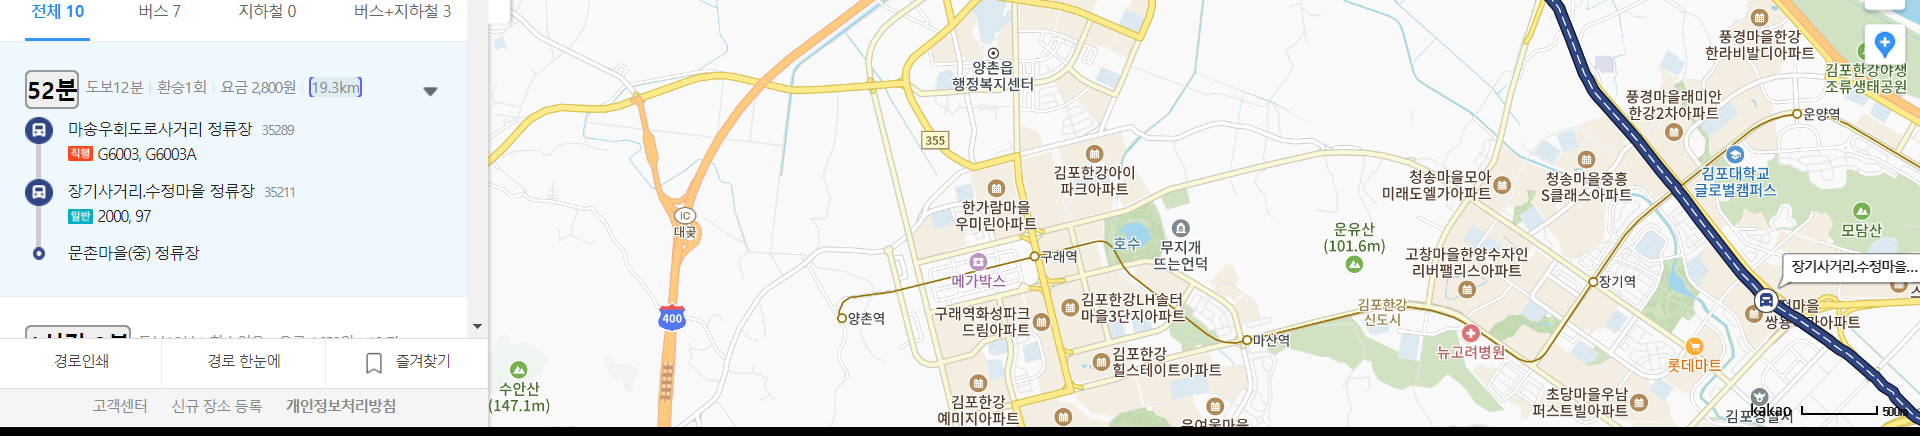 전체 10
버스 7
지하철 0
버스+지하철 3
52분
도보12분
환승1회
요금 2,800원
19.3km
마송우회도로사거리 정류장 35289
직행 G6003, G6003A
장기사거리.수정마을 정류장 35211
일반 2000, 97
문촌마을(중) 정류장
경로인쇄
경로 한눈에
즐겨찾기
고객센터
신규 장소 등록
개인정보처리방침
양촌읍
행정복지센터
355
김포한강아이
파크아파트
한가람마을
우미린아파트
IC
대곶
호수
무지개
뜨는언덕
구래역
메가박스
400
양촌역
구래역화성파크
드림아파트
김포한강LH솔터
마을3단지아파트
마산역
김포한강
힐스테이트아파트
수안산
(147.1m)
김포한강
예미지아파트
운유산
(101.6m)
김포한강
신도시
청송마을모아
미래도엘가아파트
청송마을중흥
S클래스아파트
고창마을한양수자인
리버팰리스아파트
뉴고려병원
장기역
롯데마트
초당마을우남
퍼스트빌아파트
풍경마을한강
한라비발디아파트
김포한강야생
조류생태공원
풍경마을래미안
한강2차아파트
운양역
김포대학교
글로벌캠퍼스
모담산
장기사거리.수정마을...
kakao
500m